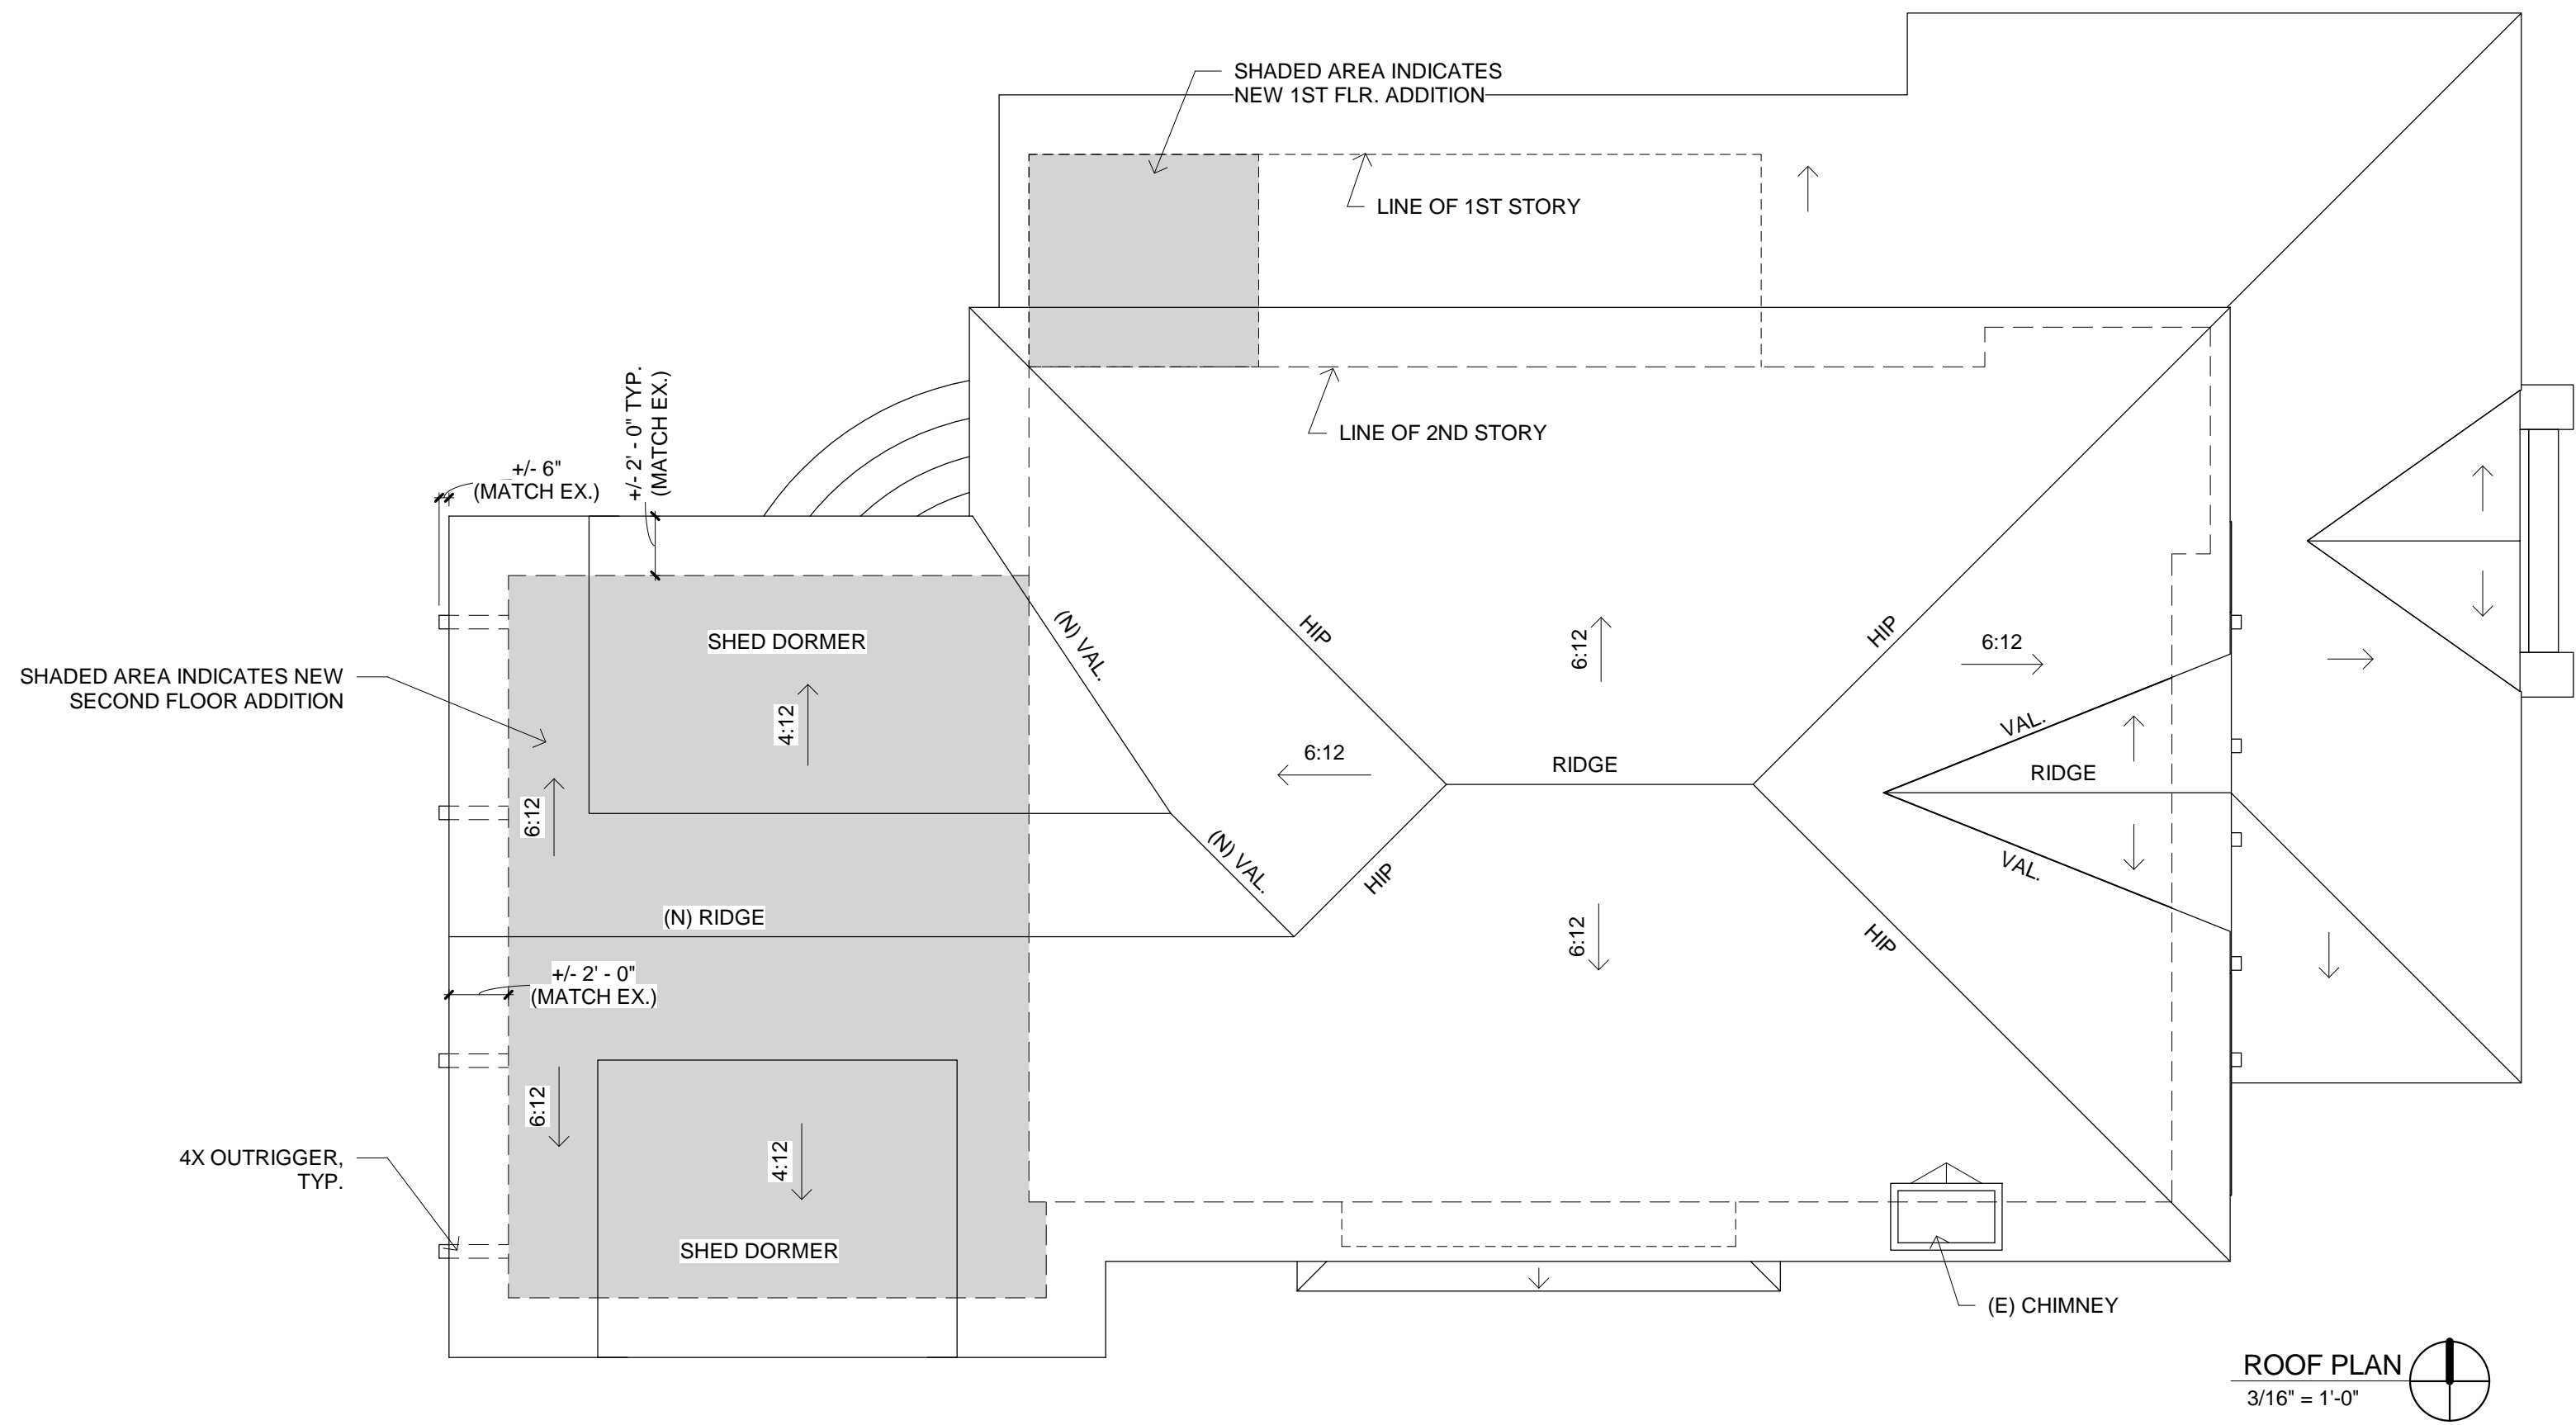 SHADED AREA INDICATES
NEW 1ST FLR. ADDITION
LINE OF 1ST STORY
LINE OF 2ND STORY
+/- 2' - 0" TYP.
(MATCH EX.)
+/- 6"
(MATCH EX.)
SHED DORMER
4:12
6:12
SHADED AREA INDICATES NEW
SECOND FLOOR ADDITION
(N) VAL.
(N) VAL.
HIP
HIP
6:12
6:12
6:12
RIDGE
HIP
6:12
VAL.
RIDGE
VAL.
HIP
6:12
(N) RIDGE
+/- 2' - 0"
(MATCH EX.)
6:12
4:12
SHED DORMER
4X OUTRIGGER,
TYP.
(E) CHIMNEY
ROOF PLAN
3/16" = 1'-0"